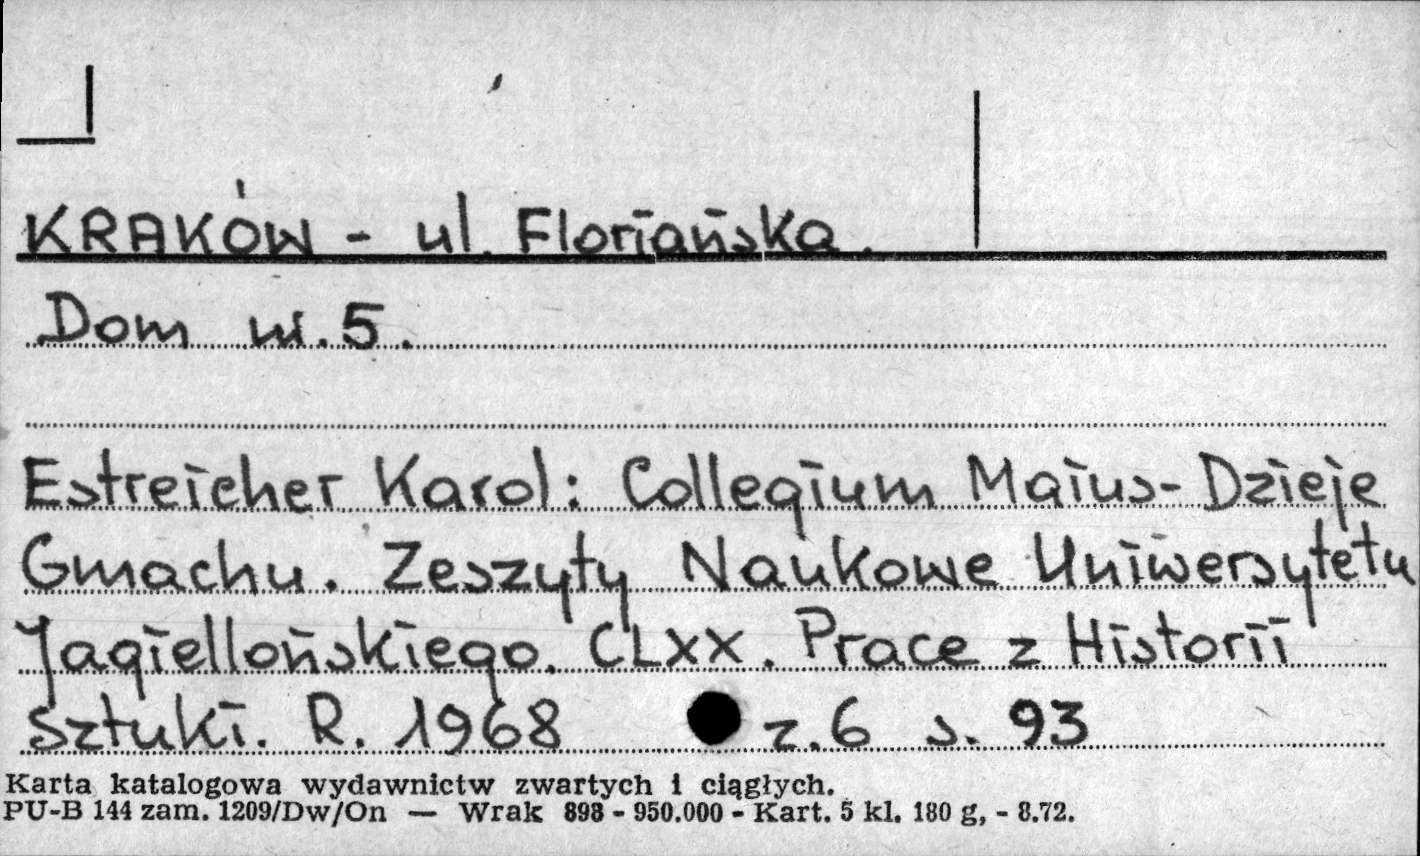 KRAKÓW - ul. Floriańska.
Dom nr. 5.
Estreicher Karol: Collegium Maius - Dzieje
Gmachu. Zeszyty Naukowe Uniwersytetu
Jagiellońskiego. CLXX. Prace z Historii
Sztuki. R. 1968 z. 6 s. 93
Karta katalogowa wydawnictw zwartych i ciągłych.
PU-B 144 zam. 1209/Dw/On — Wrak 898 - 950.000 - Kart. 5 kl. 180 g, - 8.72.